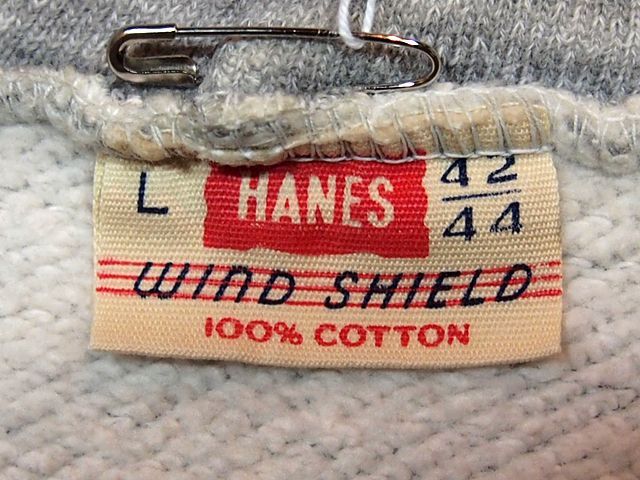 L HANES 42/44
WIND SHIELD
100% COTTON